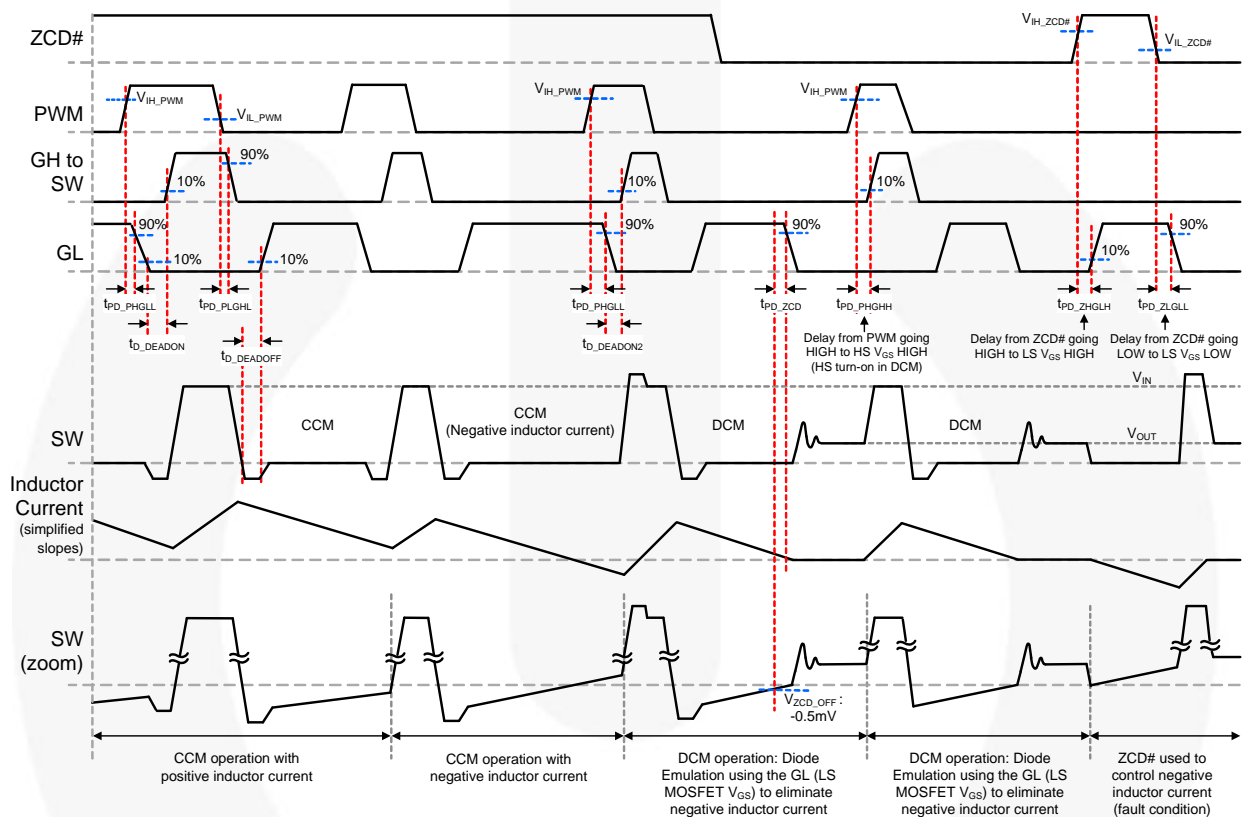 ZCD#
V_IH_ZCD#
V_IL_ZCD#
PWM
V_IH_PWM
V_IL_PWM
V_IH_PWM
V_IH_PWM
GH to
SW
90%
10%
10%
10%
GL
90%
10%
10%
90%
90%
10%
90%
t_PD_PHGLL
t_PD_PLGHL
t_PD_PHGLL
t_PD_ZCD
t_PD_PHGHH
t_PD_ZHGLH
t_PD_ZLGLL
t_D_DEADON
t_D_DEADOFF
t_D_DEADON2
Delay from PWM going
HIGH to HS V_GS HIGH
(HS turn-on in DCM)
Delay from ZCD# going
HIGH to LS V_GS HIGH
Delay from ZCD# going
LOW to LS V_GS LOW
V_IN
SW
CCM
CCM
(Negative inductor current)
DCM
DCM
V_OUT
Inductor
Current
(simplified
slopes)
SW
(zoom)
V_ZCD_OFF :
-0.5mV
CCM operation with
positive inductor current
CCM operation with
negative inductor current
DCM operation: Diode
Emulation using the GL (LS
MOSFET V_GS) to eliminate
negative inductor current
DCM operation: Diode
Emulation using the GL (LS
MOSFET V_GS) to eliminate
negative inductor current
ZCD# used to
control negative
inductor current
(fault condition)